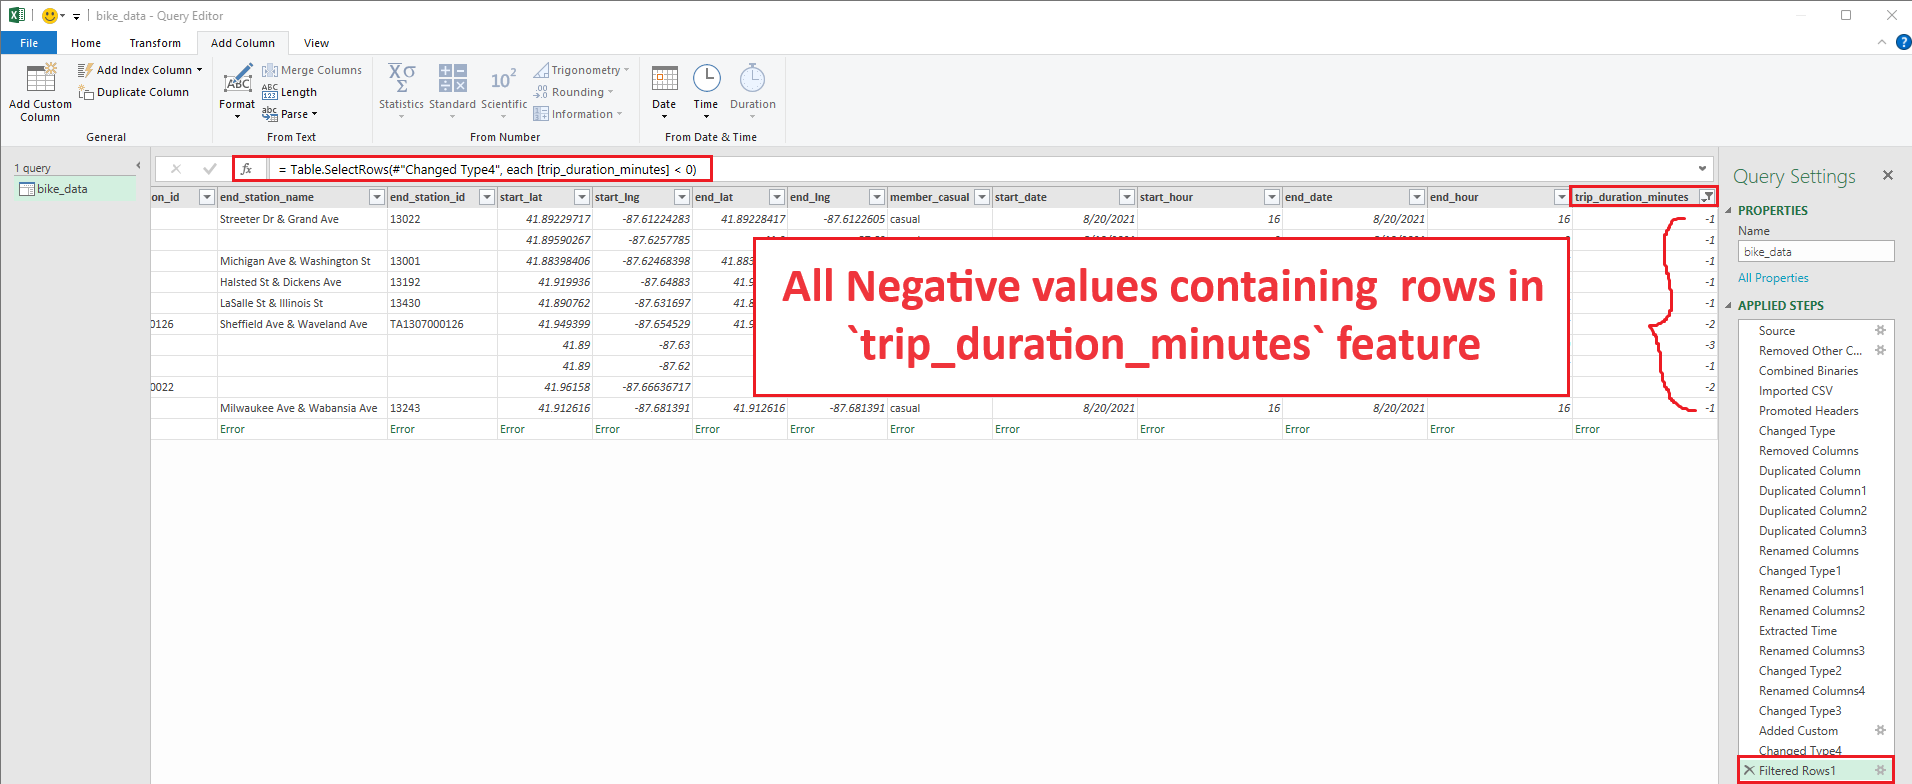 bike_data - Query Editor
File Home Transform Add Column View
Add Custom Column
Add Index Column
Duplicate Column
General
Format
Merge Columns
Length
Parse
From Text
Statistics
Standard
10² Scientific
Trigonometry
Rounding
Information
From Number
Date
Time
Duration
From Date & Time
1 query
bike_data
fx = Table.SelectRows(#"Changed Type4", each [trip_duration_minutes] < 0)
on_id end_station_name end_station_id start_lat start_lng end_lat end_lng member_casual start_date start_hour end_date end_hour trip_duration_minutes
Streeter Dr & Grand Ave 13022 41.89229717 -87.61224283 41.89228417 -87.6122605 casual 8/20/2021 16 8/20/2021 16 -1
41.89590267 -87.6257785 -1
Michigan Ave & Washington St 13001 41.88398406 -87.62468398 41.883 -1
Halsted St & Dickens Ave 13192 41.919936 -87.64883 41.9 -1
LaSalle St & Illinois St 13430 41.890762 -87.631697 41.8 -1
0126 Sheffield Ave & Waveland Ave TA1307000126 41.949399 -87.654529 41.9 -2
41.89 -87.63 -3
41.89 -87.62 -1
0022 41.96158 -87.66636717 -2
Milwaukee Ave & Wabansia Ave 13243 41.912616 -87.681391 41.912616 -87.681391 casual 8/20/2021 16 8/20/2021 16 -1
Error Error Error Error Error Error Error Error Error Error Error Error
All Negative values containing rows in
`trip_duration_minutes` feature
Query Settings
PROPERTIES
Name
bike_data
All Properties
APPLIED STEPS
Source
Removed Other C...
Combined Binaries
Imported CSV
Promoted Headers
Changed Type
Removed Columns
Duplicated Column
Duplicated Column1
Duplicated Column2
Duplicated Column3
Renamed Columns
Changed Type1
Renamed Columns1
Renamed Columns2
Extracted Time
Renamed Columns3
Changed Type2
Renamed Columns4
Changed Type3
Added Custom
Changed Type4
Filtered Rows1